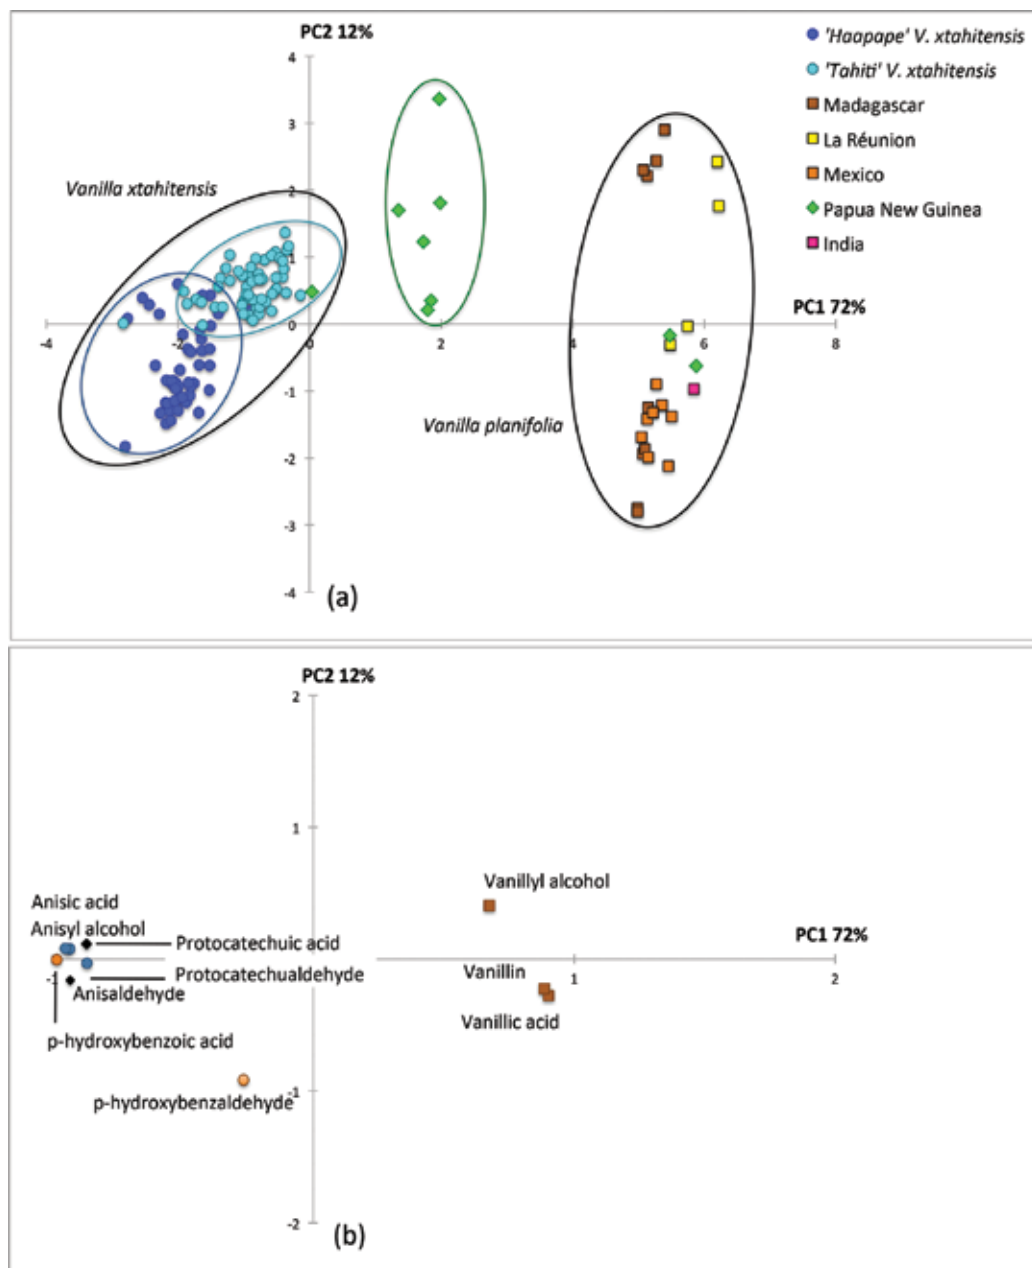 PC2 12%
'Haapape' V. xtahitensis
'Tahiti' V. xtahitensis
Madagascar
La Réunion
Mexico
Papua New Guinea
India
4
3
Vanilla xtahitensis
2
1
PC1 72%
0
-4 -2 0 2 4 6 8
-1
Vanilla planifolia
-2
-3
-4
(a)
PC2 12%
2
1
Vanillyl alcohol
Anisic acid
Anisyl alcohol
Protocatechuic acid
PC1 72%
Protocatechualdehyde
Vanillin
-1 1 2
Anisaldehyde
Vanillic acid
p-hydroxybenzoic acid
-1
p-hydroxybenzaldehyde
-2
(b)